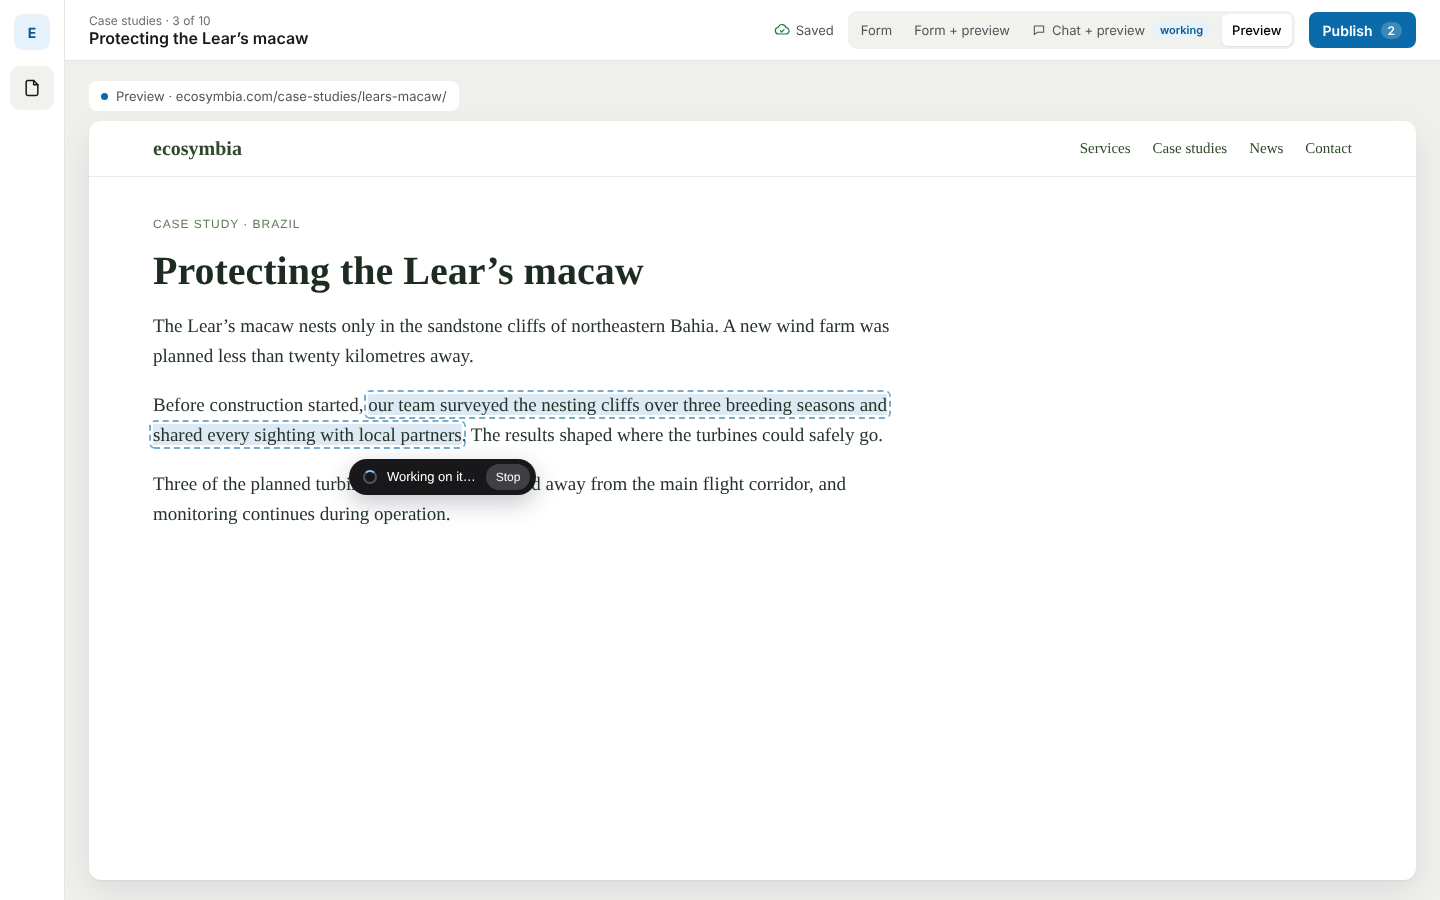 E
Case studies · 3 of 10
Protecting the Lear’s macaw
Saved
Form
Form + preview
Chat + preview
working
Preview
Publish
2
Preview · ecosymbia.com/case-studies/lears-macaw/
ecosymbia
Services
Case studies
News
Contact
CASE STUDY · BRAZIL
Protecting the Lear’s macaw
The Lear’s macaw nests only in the sandstone cliffs of northeastern Bahia. A new wind farm was
planned less than twenty kilometres away.
Before construction started, our team surveyed the nesting cliffs over three breeding seasons and
shared every sighting with local partners. The results shaped where the turbines could safely go.
Working on it…
Stop
Three of the planned away from the main flight corridor, and
monitoring continues during operation.